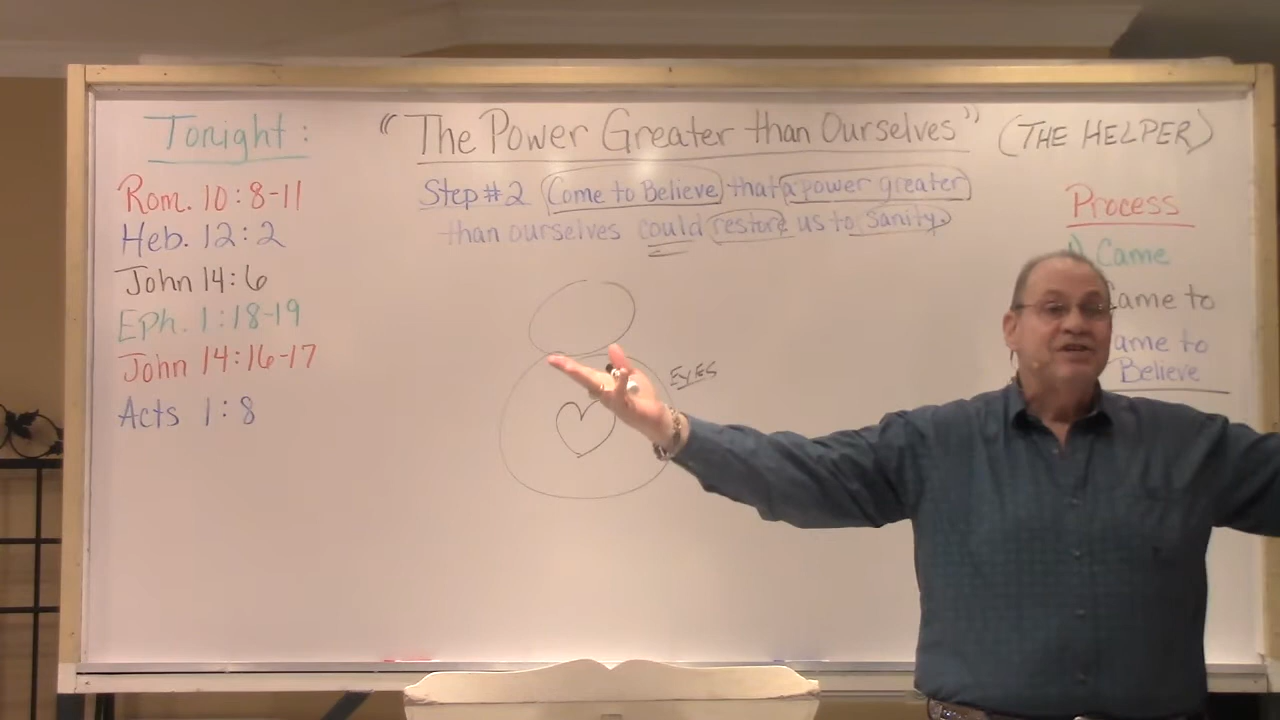 Tonight:
Rom. 10:8-11
Heb. 12:2
John 14:6
Eph. 1:18-19
John 14:16-17
Acts 1:8
"The Power Greater than Ourselves" (THE HELPER)
Step #2 Come to Believe that a power greater
than ourselves could restore us to sanity.
EYES
Process
Came
Came to
ame to
Believe